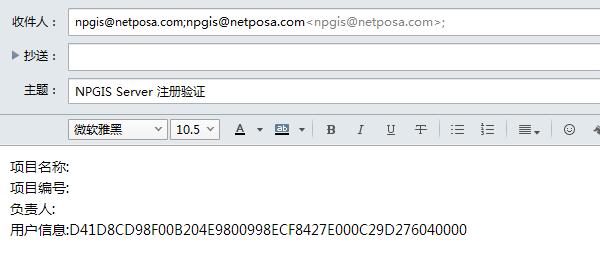 收件人： npgis@netposa.com;npgis@netposa.com<npgis@netposa.com>;
抄送：
主题： NPGIS Server 注册验证
微软雅黑 10.5 A ab B I U T
项目名称:
项目编号:
负责人:
用户信息:D41D8CD98F00B204E9800998ECF8427E000C29D276040000